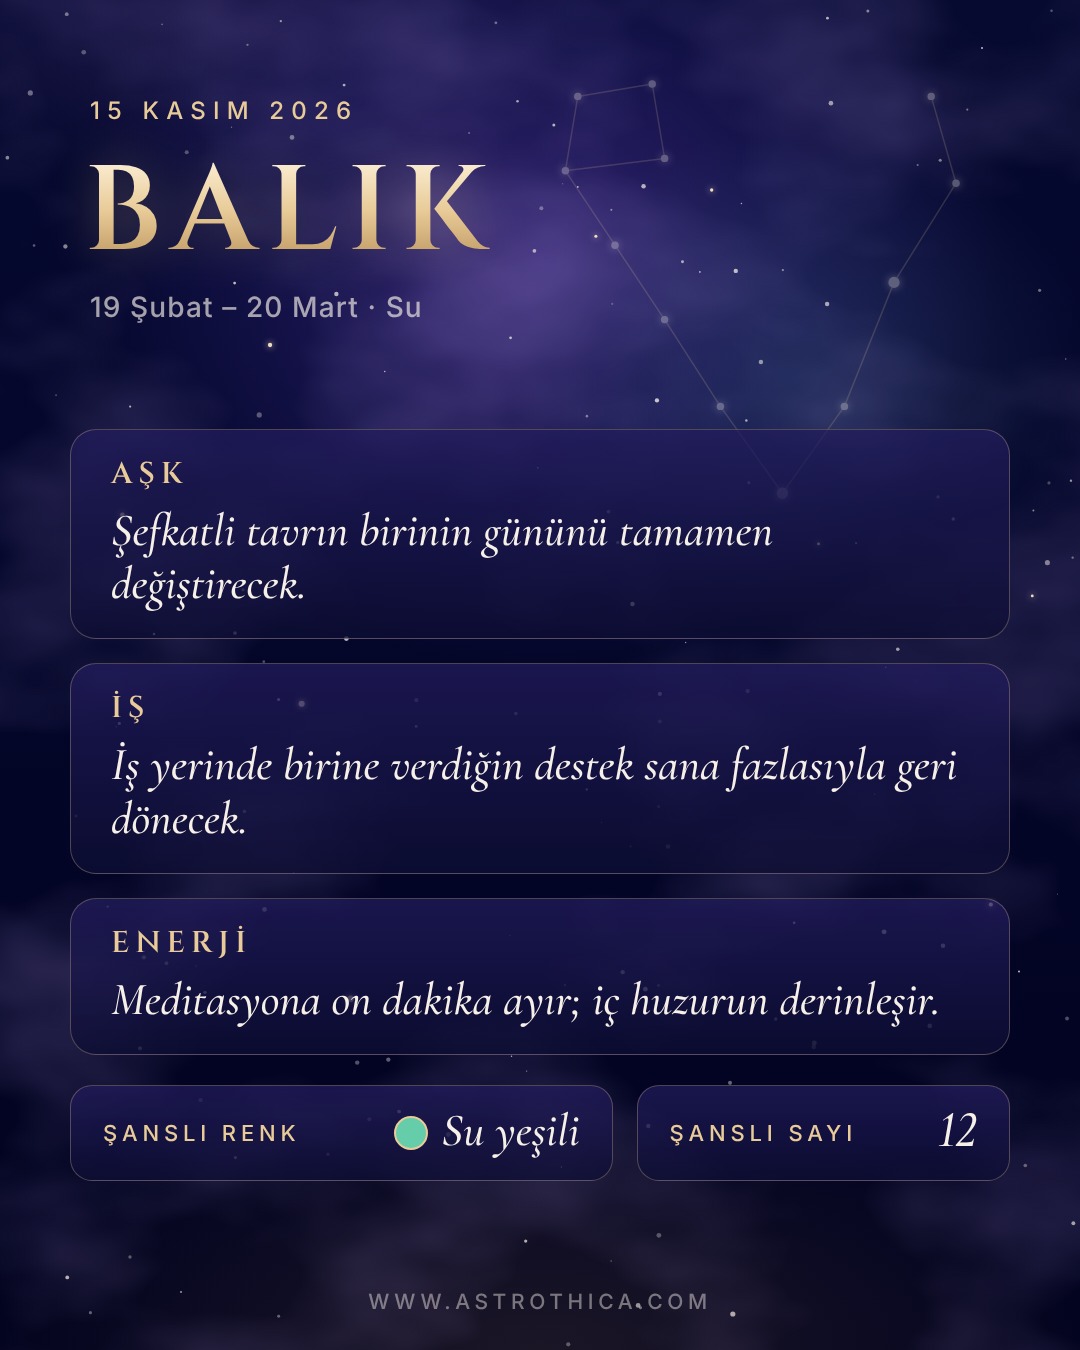 15 KASIM 2026
BALIK
19 Şubat – 20 Mart · Su
AŞK
Şefkatli tavrın birinin gününü tamamen
değiştirecek.
İŞ
İş yerinde birine verdiğin destek sana fazlasıyla geri
dönecek.
ENERJİ
Meditasyona on dakika ayır; iç huzurun derinleşir.
ŞANSLI RENK
Su yeşili
ŞANSLI SAYI
12
WWW.ASTROTHICA.COM